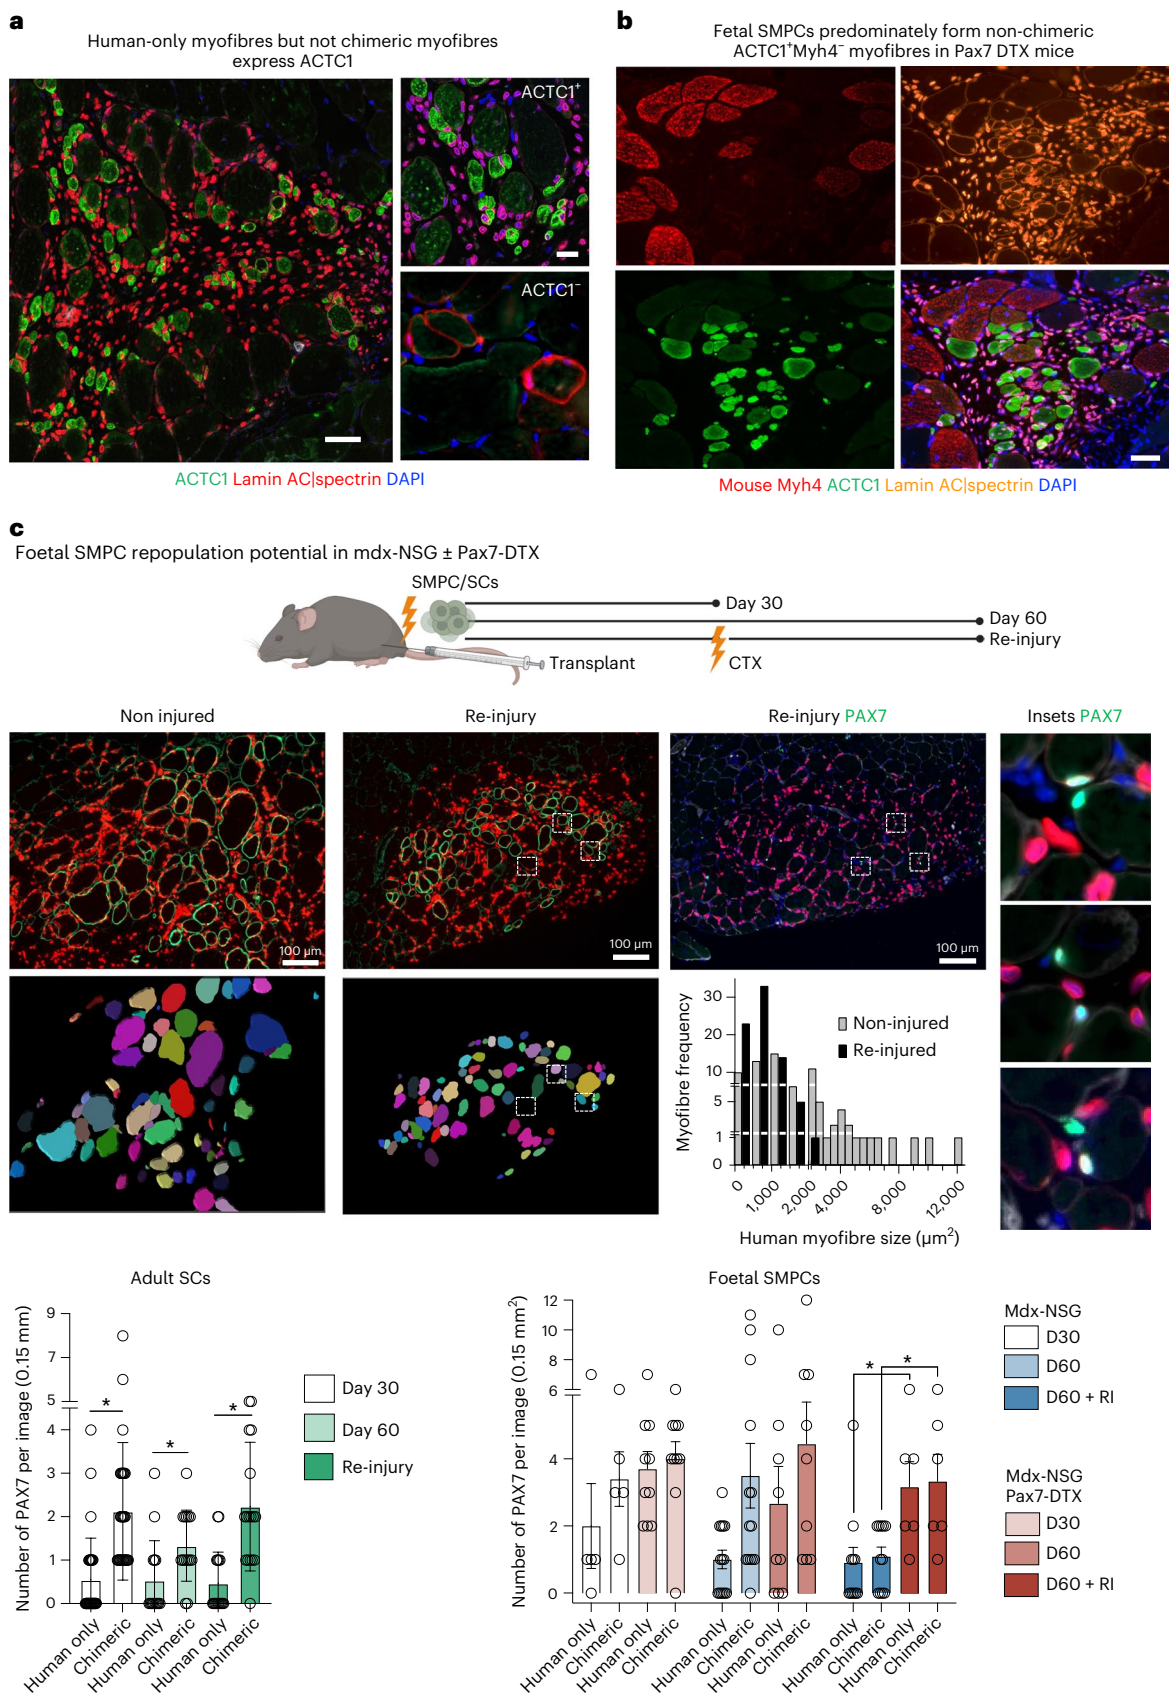 a
Human-only myofibres but not chimeric myofibres
express ACTC1
ACTC1⁺
ACTC1⁻
ACTC1 Lamin AC|spectrin DAPI
b
Fetal SMPCs predominately form non-chimeric
ACTC1⁺Myh4⁻ myofibres in Pax7 DTX mice
Mouse Myh4 ACTC1 Lamin AC|spectrin DAPI
c
Foetal SMPC repopulation potential in mdx-NSG ± Pax7-DTX
SMPC/SCs
Day 30
Day 60
Re-injury
Transplant
CTX
Non injured
Re-injury
Re-injury PAX7
Insets PAX7
100 µm
100 µm
100 µm
Myofibre frequency
30
20
10
5
1
0
Non-injured
Re-injured
0
1,000
2,000
4,000
8,000
12,000
Human myofibre size (µm²)
Adult SCs
Number of PAX7 per image (0.15 mm)
9
7
5
4
3
2
1
0
*
*
*
Human only
Chimeric
Human only
Chimeric
Human only
Chimeric
Day 30
Day 60
Re-injury
Foetal SMPCs
Number of PAX7 per image (0.15 mm²)
12
10
8
6
4
2
0
*
*
Human only
Chimeric
Human only
Chimeric
Human only
Chimeric
Human only
Chimeric
Human only
Chimeric
Human only
Chimeric
Mdx-NSG
D30
D60
D60 + RI
Mdx-NSG
Pax7-DTX
D30
D60
D60 + RI